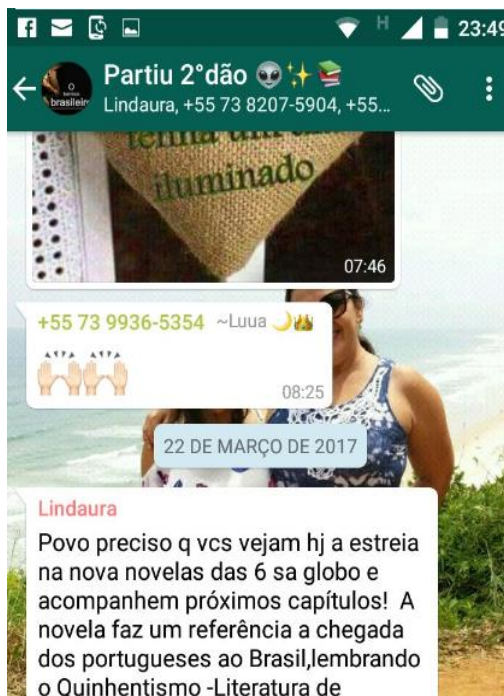 23:49
Partiu 2°dão 👽✨📚
Lindaura, +55 73 8207-5904, +55...
tenha um
iluminado
07:46
+55 73 9936-5354 ~Luua 🌙👑
🙌🏻🙌🏻
08:25
22 DE MARÇO DE 2017
Lindaura
Povo preciso q vcs vejam hj a estreia
na nova novelas das 6 sa globo e
acompanhem próximos capítulos! A
novela faz um referência a chegada
dos portugueses ao Brasil,lembrando
o Quinhentismo -Literatura de